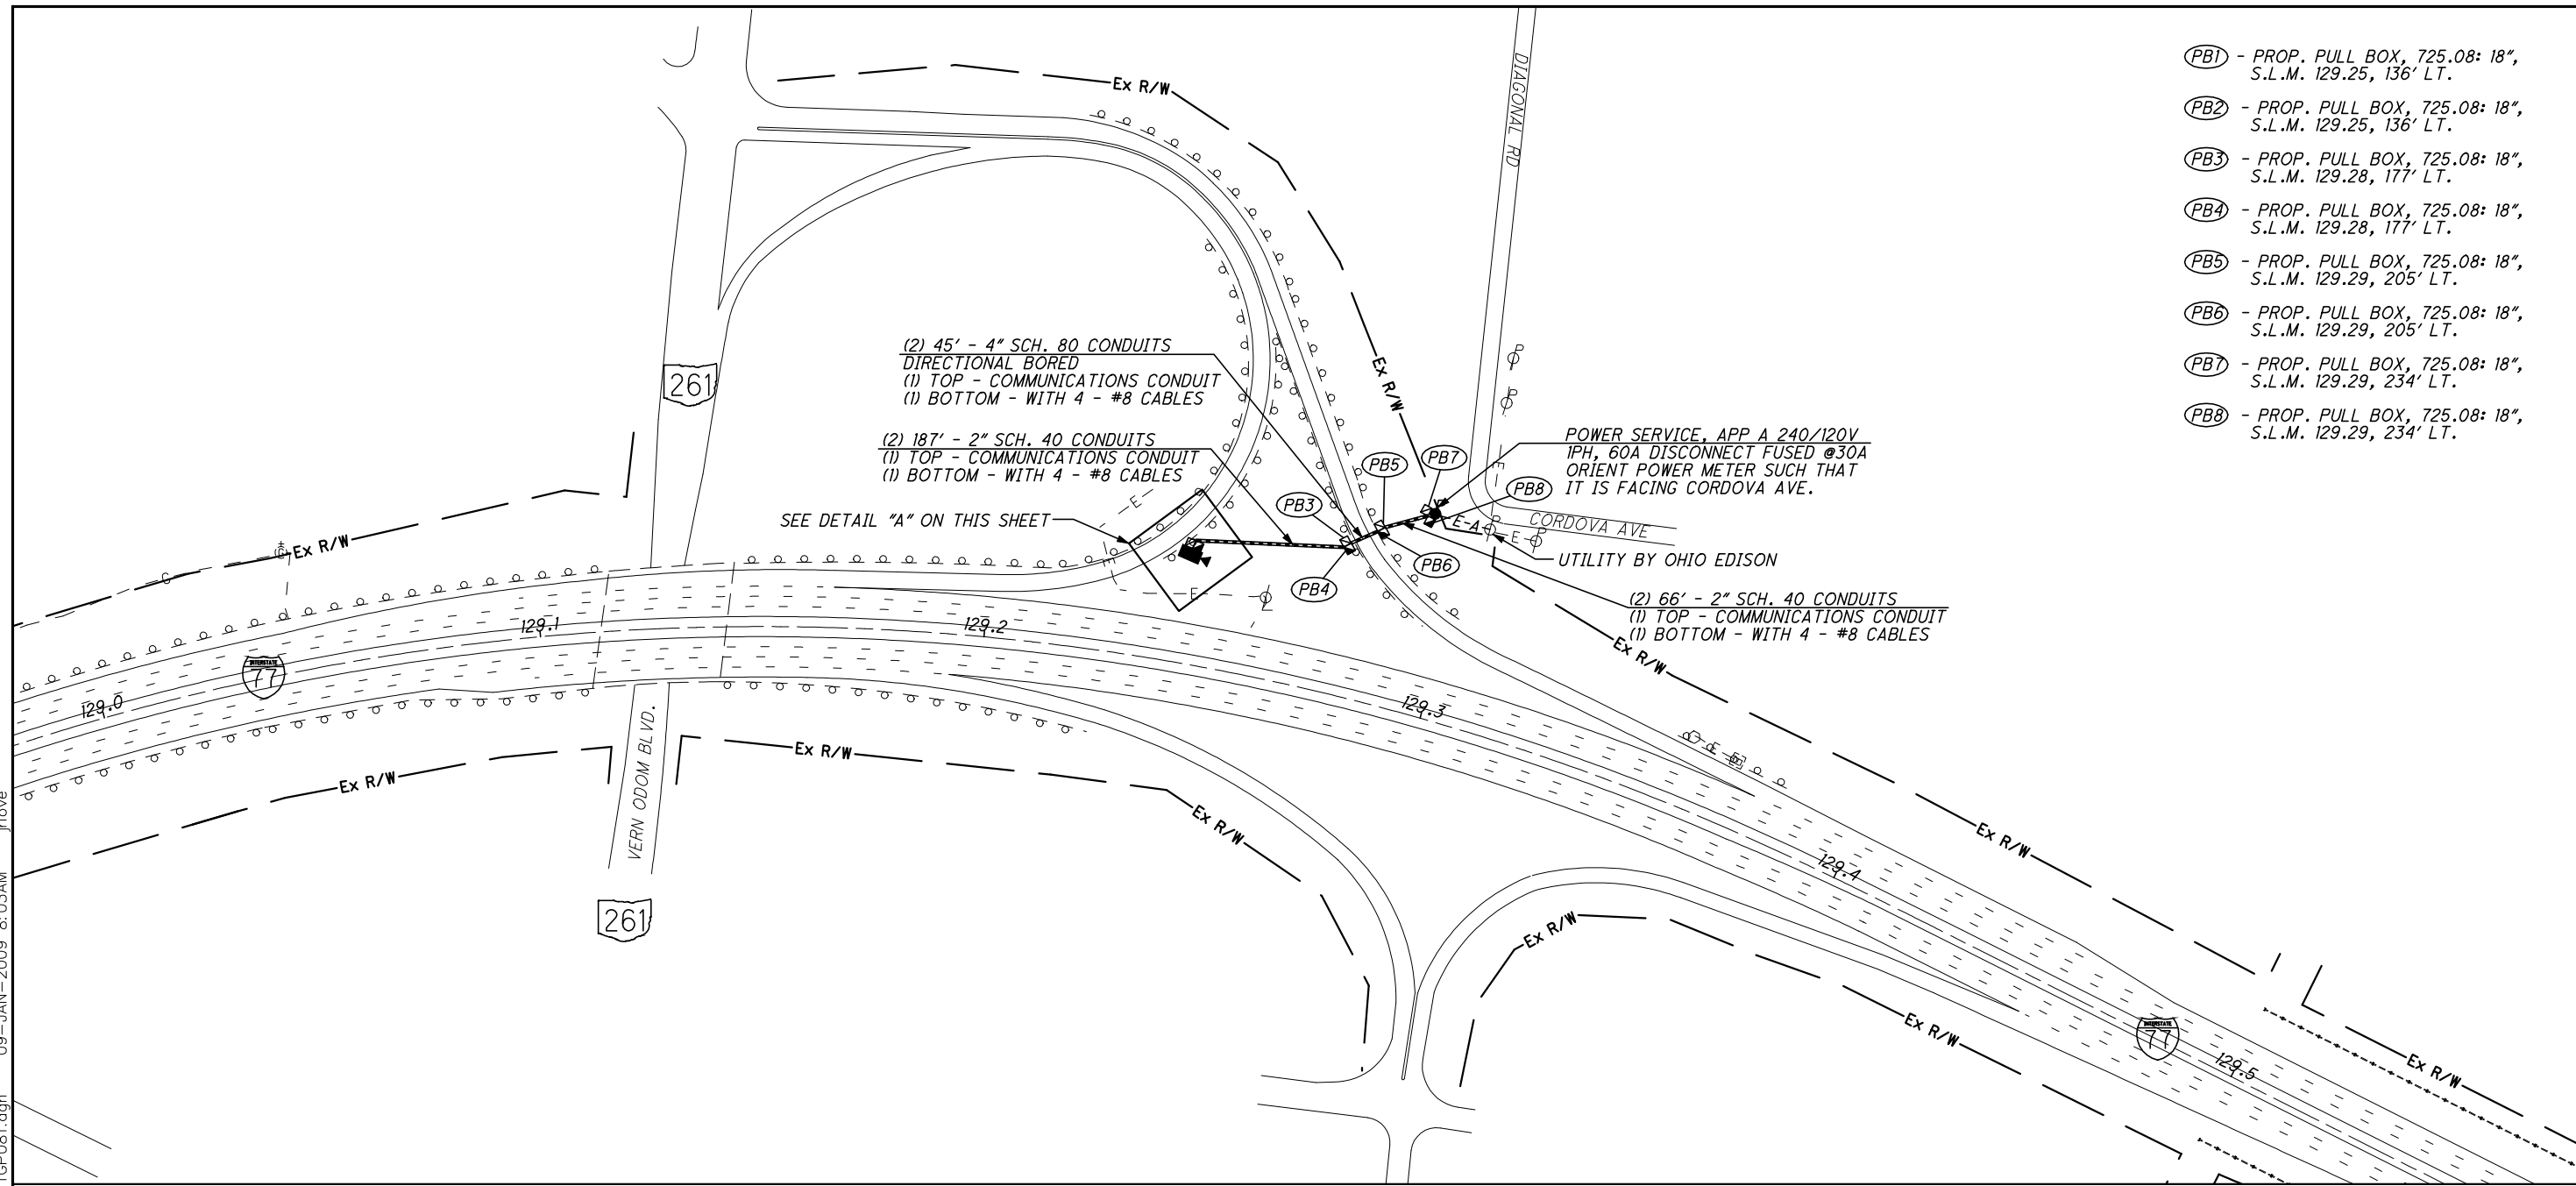 PB1 - PROP. PULL BOX, 725.08: 18",
S.L.M. 129.25, 136' LT.
PB2 - PROP. PULL BOX, 725.08: 18",
S.L.M. 129.25, 136' LT.
PB3 - PROP. PULL BOX, 725.08: 18",
S.L.M. 129.28, 177' LT.
PB4 - PROP. PULL BOX, 725.08: 18",
S.L.M. 129.28, 177' LT.
PB5 - PROP. PULL BOX, 725.08: 18",
S.L.M. 129.29, 205' LT.
PB6 - PROP. PULL BOX, 725.08: 18",
S.L.M. 129.29, 205' LT.
PB7 - PROP. PULL BOX, 725.08: 18",
S.L.M. 129.29, 234' LT.
PB8 - PROP. PULL BOX, 725.08: 18",
S.L.M. 129.29, 234' LT.
Ex R/W
DIAGONAL RD
(2) 45' - 4" SCH. 80 CONDUITS
DIRECTIONAL BORED
(1) TOP - COMMUNICATIONS CONDUIT
(1) BOTTOM - WITH 4 - #8 CABLES
261
Ex R/W
(2) 187' - 2" SCH. 40 CONDUITS
(1) TOP - COMMUNICATIONS CONDUIT
(1) BOTTOM - WITH 4 - #8 CABLES
POWER SERVICE, APP A 240/120V
1PH, 60A DISCONNECT FUSED @30A
ORIENT POWER METER SUCH THAT
IT IS FACING CORDOVA AVE.
PB5
PB7
PB8
PB3
E
E
SEE DETAIL "A" ON THIS SHEET
E-A
E
CORDOVA AVE
Ex R/W
G
G
UTILITY BY OHIO EDISON
PB6
PB4
E
(2) 66' - 2" SCH. 40 CONDUITS
(1) TOP - COMMUNICATIONS CONDUIT
(1) BOTTOM - WITH 4 - #8 CABLES
129.1
129.2
Ex R/W
INTERSTATE
77
129.0
129.3
VERN ODOM BLVD.
Ex R/W
Ex R/W
E
Ex R/W
Ex R/W
129.4
261
Ex R/W
Ex R/W
INTERSTATE
77
129.5
Ex R/W
jhove
09-JAN-2009 8:03AM